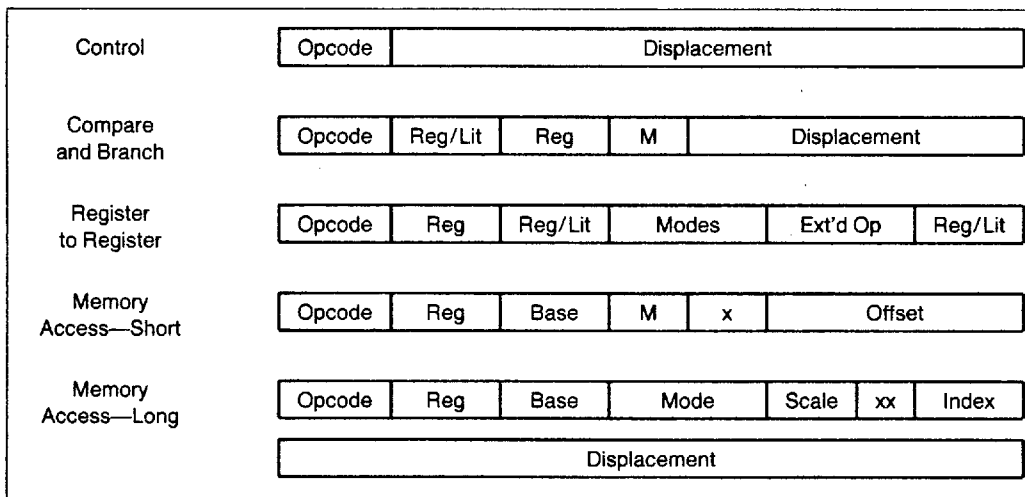 Control
Opcode Displacement
Compare
and Branch
Opcode Reg/Lit Reg M Displacement
Register
to Register
Opcode Reg Reg/Lit Modes Ext'd Op Reg/Lit
Memory
Access—Short
Opcode Reg Base M x Offset
Memory
Access—Long
Opcode Reg Base Mode Scale xx Index
Displacement